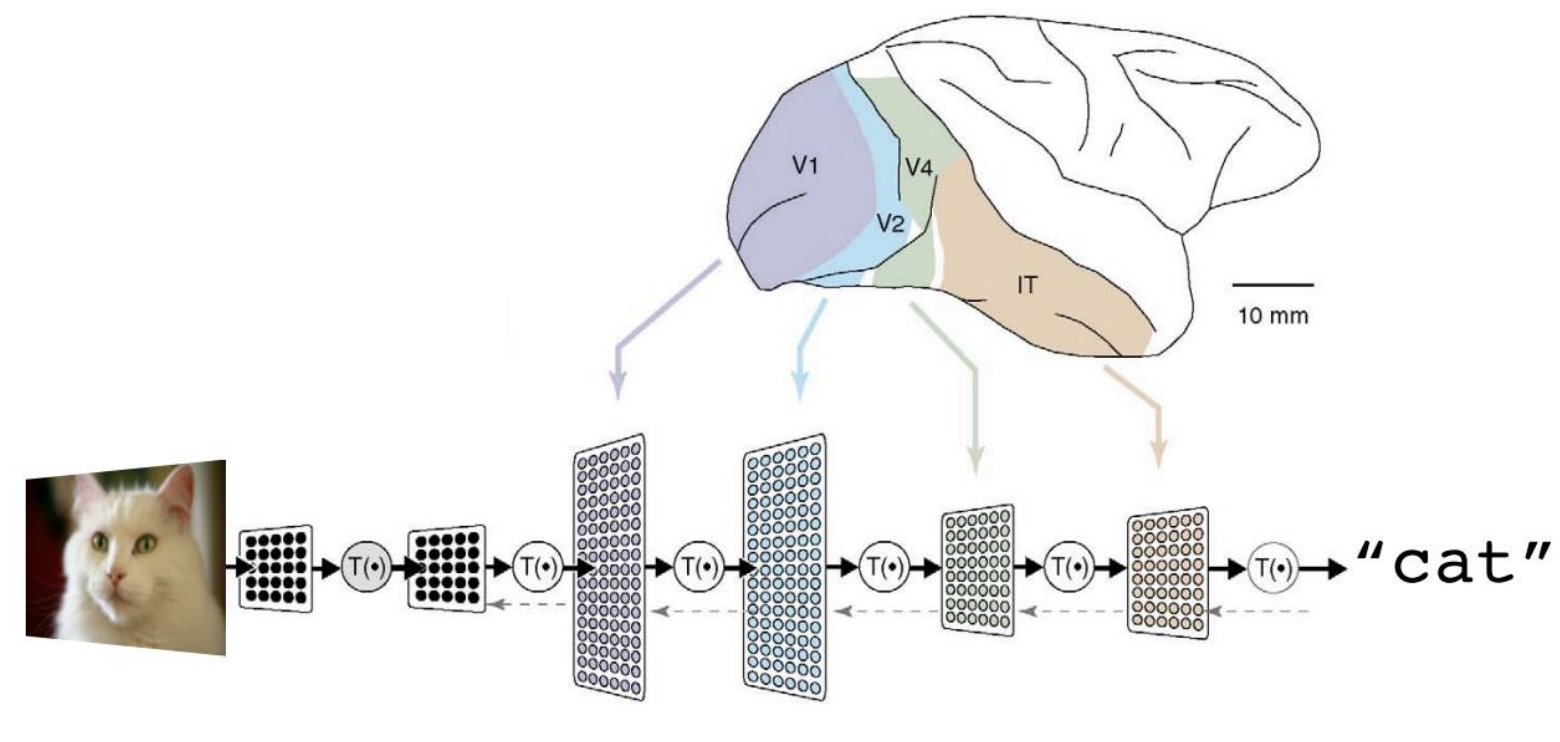 V1
V4
V2
IT
10 mm
T(•)
T(•)
T(•)
T(•)
T(•)
T(•)
“cat”